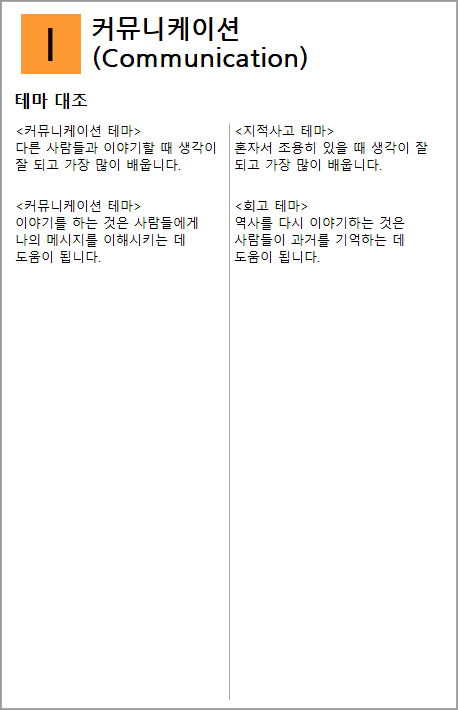 I
커뮤니케이션
(Communication)
테마 대조
<커뮤니케이션 테마>
다른 사람들과 이야기할 때 생각이
잘 되고 가장 많이 배웁니다.
<커뮤니케이션 테마>
이야기를 하는 것은 사람들에게
나의 메시지를 이해시키는 데
도움이 됩니다.
<지적사고 테마>
혼자서 조용히 있을 때 생각이 잘
되고 가장 많이 배웁니다.
<회고 테마>
역사를 다시 이야기하는 것은
사람들이 과거를 기억하는 데
도움이 됩니다.